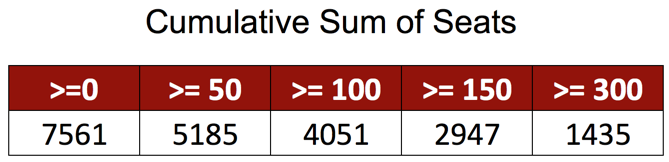 Cumulative Sum of Seats
>=0 >= 50 >= 100 >= 150 >= 300
7561 5185 4051 2947 1435